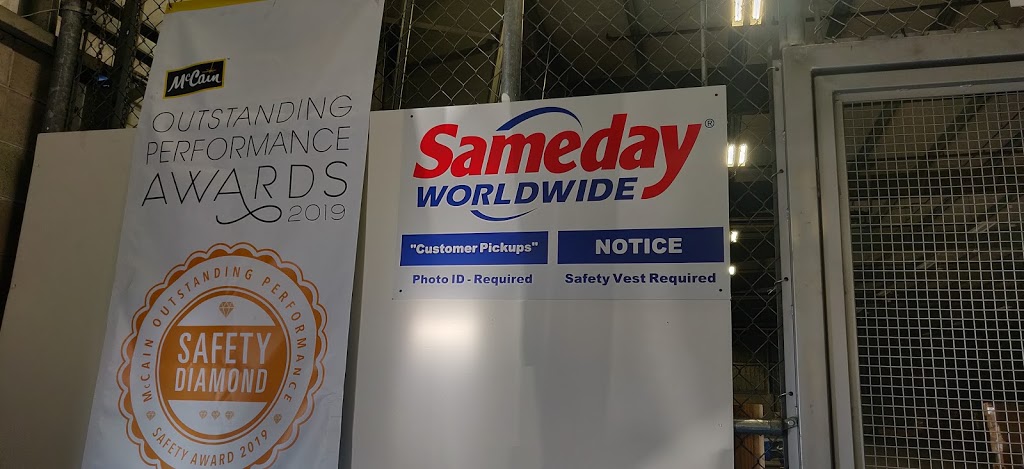 McCain
OUTSTANDING
PERFORMANCE
AWARDS
2019
McCAIN OUTSTANDING PERFORMANCE
SAFETY
DIAMOND
SAFETY AWARD 2019
Sameday®
WORLDWIDE
"Customer Pickups"
Photo ID - Required
NOTICE
Safety Vest Required